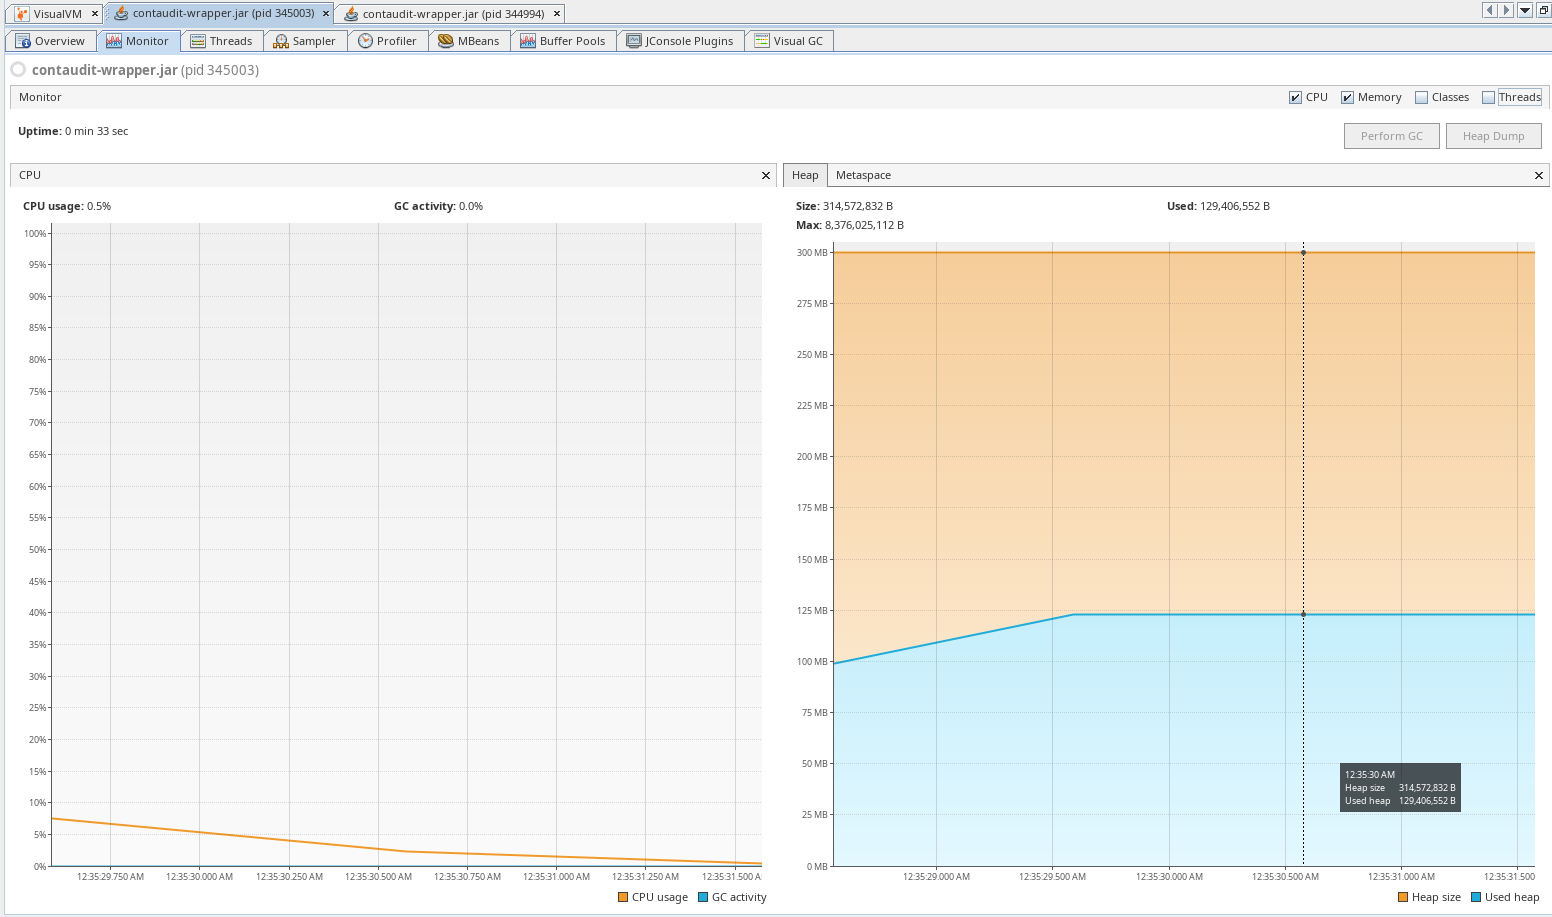 VisualVM contaudit-wrapper.jar (pid 345003) contaudit-wrapper.jar (pid 344994)
Overview Monitor Threads Sampler Profiler MBeans Buffer Pools JConsole Plugins Visual GC
contaudit-wrapper.jar (pid 345003)
Monitor CPU Memory Classes Threads
Uptime: 0 min 33 sec
Perform GC Heap Dump
CPU
CPU usage: 0.5% GC activity: 0.0%
100%
95%
90%
85%
80%
75%
70%
65%
60%
55%
50%
45%
40%
35%
30%
25%
20%
15%
10%
5%
0%
12:35:29.750 AM 12:35:30.000 AM 12:35:30.250 AM 12:35:30.500 AM 12:35:30.750 AM 12:35:31.000 AM 12:35:31.250 AM 12:35:31.500 A
CPU usage GC activity
Heap Metaspace
Size: 314,572,832 B Used: 129,406,552 B
Max: 8,376,025,112 B
300 MB
275 MB
250 MB
225 MB
200 MB
175 MB
150 MB
125 MB
100 MB
75 MB
50 MB
25 MB
0 MB
12:35:30 AM
Heap size 314,572,832 B
Used heap 129,406,552 B
12:35:29.000 AM 12:35:29.500 AM 12:35:30.000 AM 12:35:30.500 AM 12:35:31.000 AM 12:35:31.500
Heap size Used heap